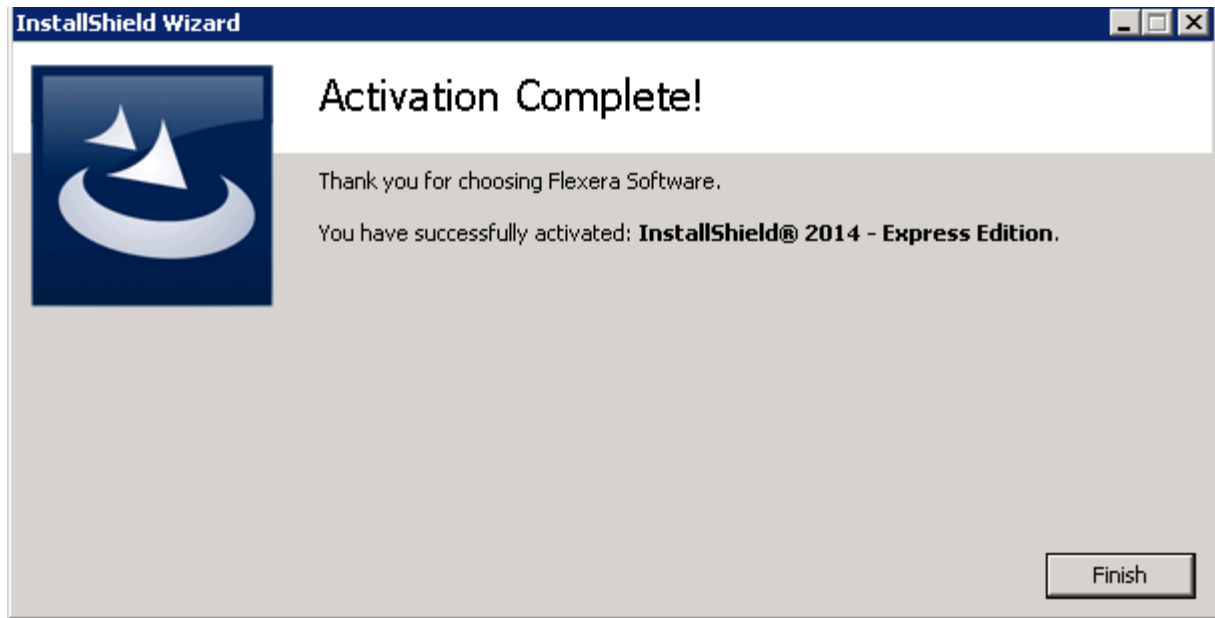 InstallShield Wizard
Activation Complete!
Thank you for choosing Flexera Software.
You have successfully activated: InstallShield® 2014 - Express Edition.
Finish